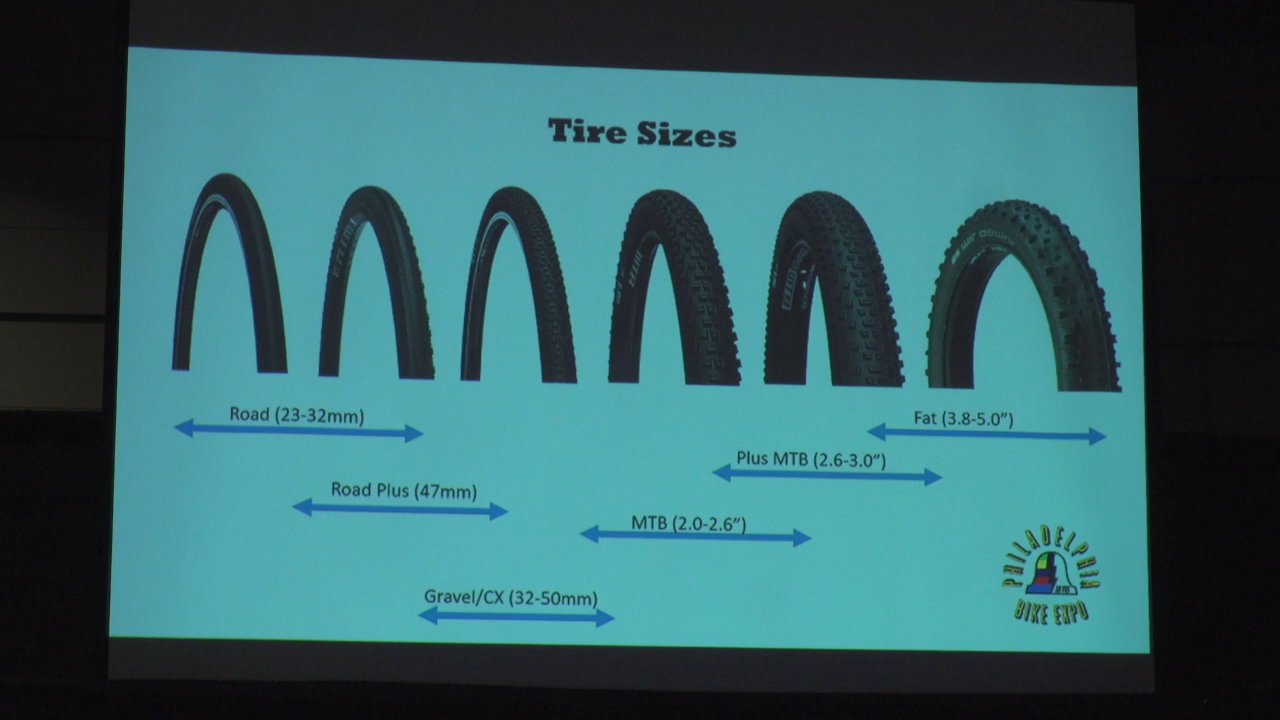 Tire Sizes
Road (23-32mm)
Fat (3.8-5.0”)
Plus MTB (2.6-3.0”)
Road Plus (47mm)
MTB (2.0-2.6”)
Gravel/CX (32-50mm)
PHILADELPHIA
BIKE EXPO